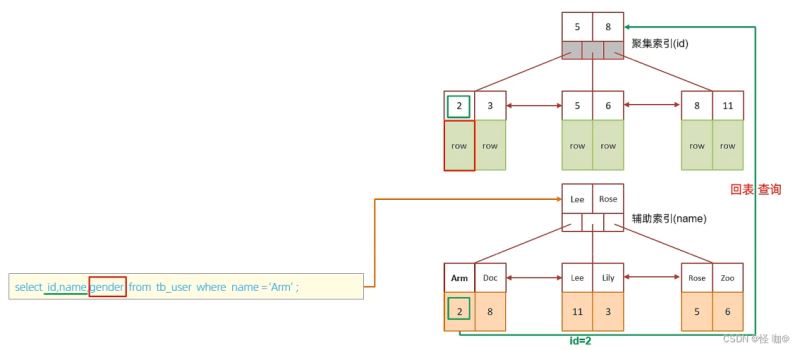 5 8
聚集索引(id)
2 3 5 6 8 11
row row row row row row
回表 查询
Lee Rose
辅助索引(name)
Arm Doc Lee Lily Rose Zoo
select id,name,gender from tb_user where name = 'Arm' ;
2 8 11 3 5 6
id=2
CSDN @怪 咖@